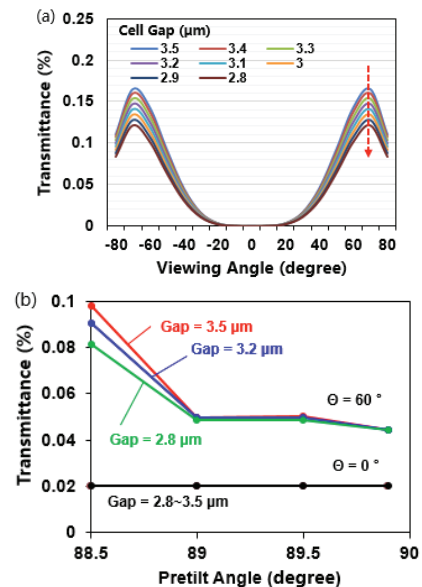 (a)
Cell Gap (μm)
3.5 3.4 3.3
3.2 3.1 3
2.9 2.8
0.25
0.2
0.15
0.1
0.05
0
Transmittance (%)
-80 -60 -40 -20 0 20 40 60 80
Viewing Angle (degree)
(b)
0.1
0.08
0.06
0.04
0.02
0
Transmittance (%)
Gap = 3.5 μm
Gap = 3.2 μm
Gap = 2.8 μm
Θ = 60 °
Θ = 0 °
Gap = 2.8~3.5 μm
88.5 89 89.5 90
Pretilt Angle (degree)